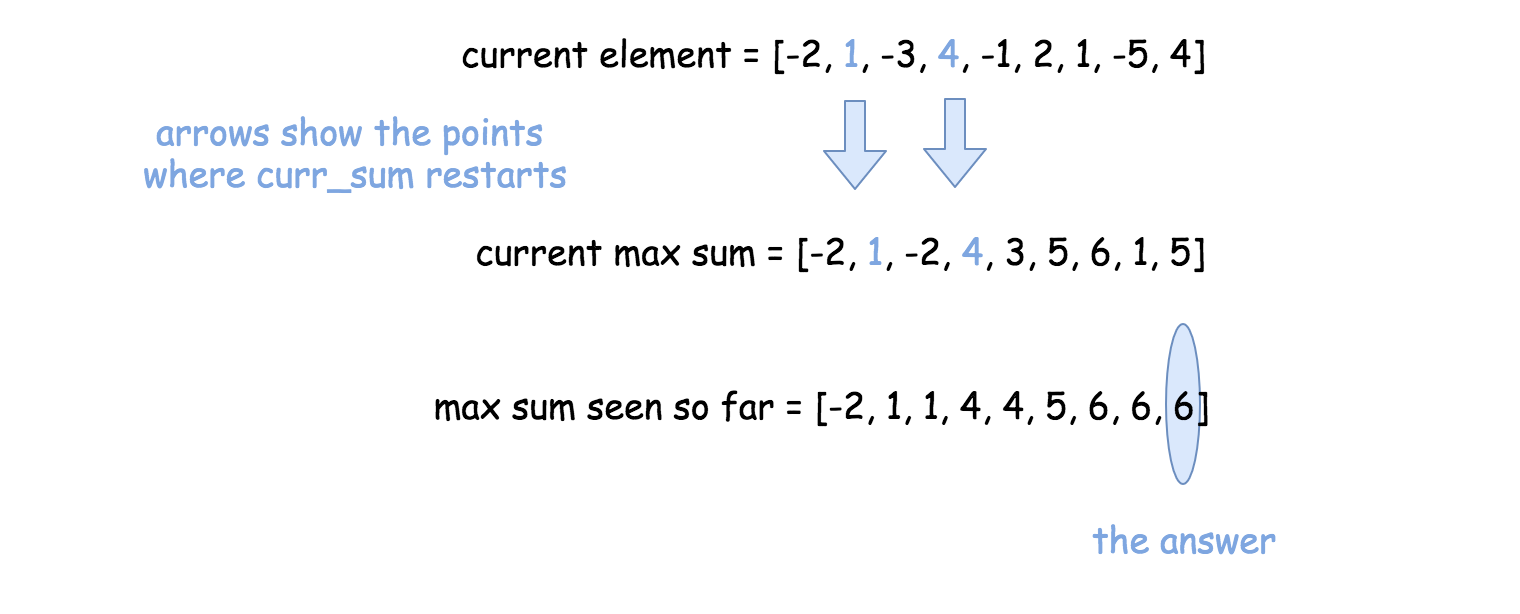 current element = [-2, 1, -3, 4, -1, 2, 1, -5, 4]
arrows show the points
where curr_sum restarts
current max sum = [-2, 1, -2, 4, 3, 5, 6, 1, 5]
max sum seen so far = [-2, 1, 1, 4, 4, 5, 6, 6, 6]
the answer